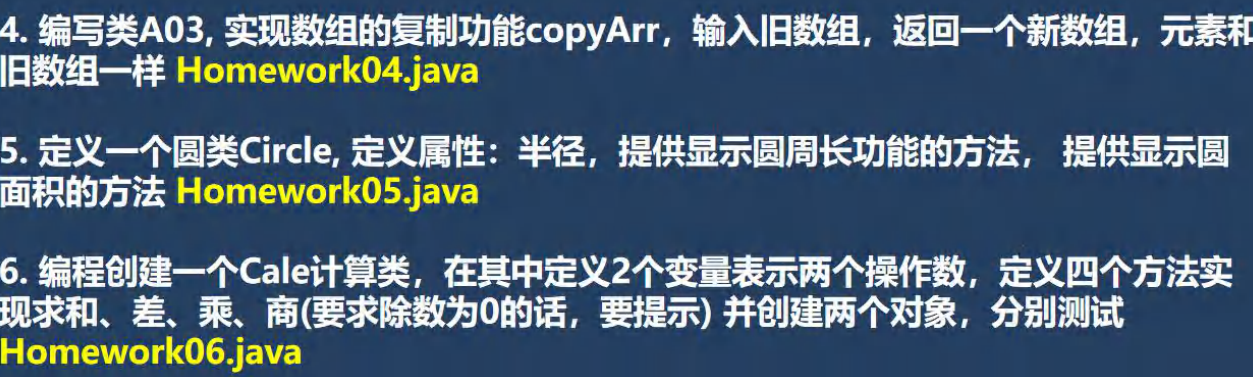 4. 编写类A03, 实现数组的复制功能copyArr，输入旧数组，返回一个新数组，元素和
旧数组一样 Homework04.java
5. 定义一个圆类Circle, 定义属性：半径，提供显示圆周长功能的方法， 提供显示圆
面积的方法 Homework05.java
6. 编程创建一个Cale计算类，在其中定义2个变量表示两个操作数，定义四个方法实
现求和、差、乘、商(要求除数为0的话，要提示) 并创建两个对象，分别测试
Homework06.java